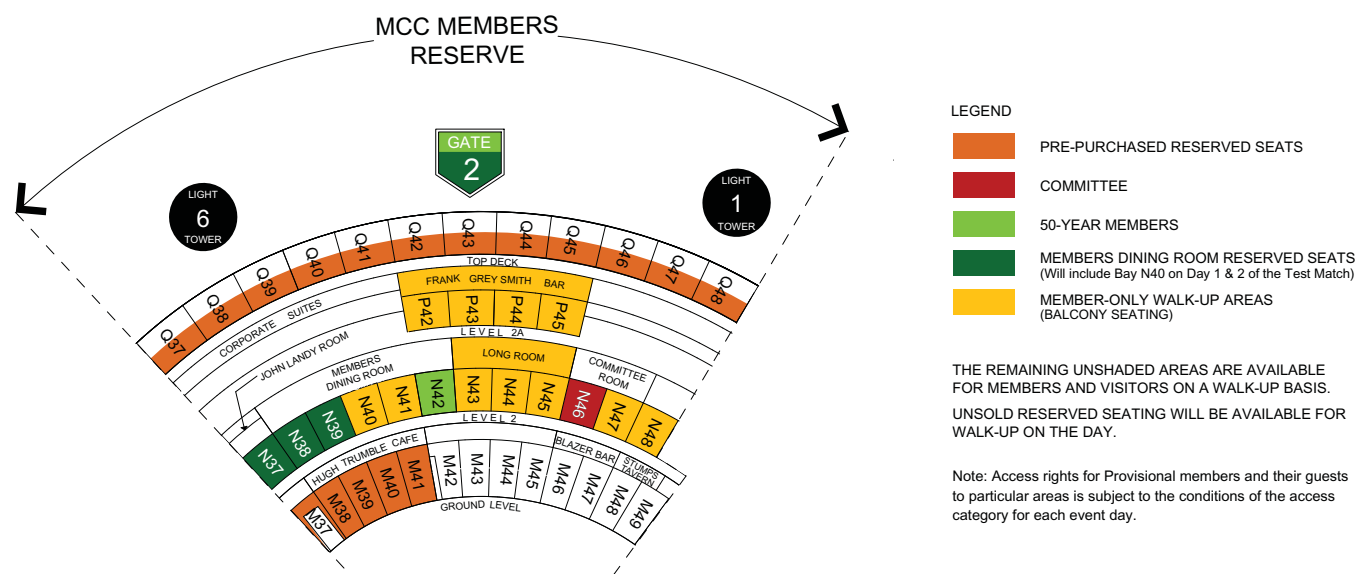 MCC MEMBERS
RESERVE
GATE
2
LIGHT
6
TOWER
LIGHT
1
TOWER
Q37
Q38
Q39
Q40
Q41
Q42
Q43
Q44
Q45
Q46
Q47
Q48
TOP DECK
CORPORATE SUITES
FRANK GREY SMITH BAR
P42
P43
P44
P45
LEVEL 2A
JOHN LANDY ROOM
MEMBERS
DINING ROOM
LONG ROOM
COMMITTEE
ROOM
N37
N38
N39
N40
N41
N42
N43
N44
N45
N46
N47
N48
LEVEL 2
HUGH TRUMBLE CAFE
BLAZER BAR
STUMPS
TAVERN
M37
M38
M39
M40
M41
M42
M43
M44
M45
M46
M47
M48
M49
GROUND LEVEL
LEGEND
PRE-PURCHASED RESERVED SEATS
COMMITTEE
50-YEAR MEMBERS
MEMBERS DINING ROOM RESERVED SEATS
(Will include Bay N40 on Day 1 & 2 of the Test Match)
MEMBER-ONLY WALK-UP AREAS
(BALCONY SEATING)
THE REMAINING UNSHADED AREAS ARE AVAILABLE
FOR MEMBERS AND VISITORS ON A WALK-UP BASIS.
UNSOLD RESERVED SEATING WILL BE AVAILABLE FOR
WALK-UP ON THE DAY.
Note: Access rights for Provisional members and their guests
to particular areas is subject to the conditions of the access
category for each event day.